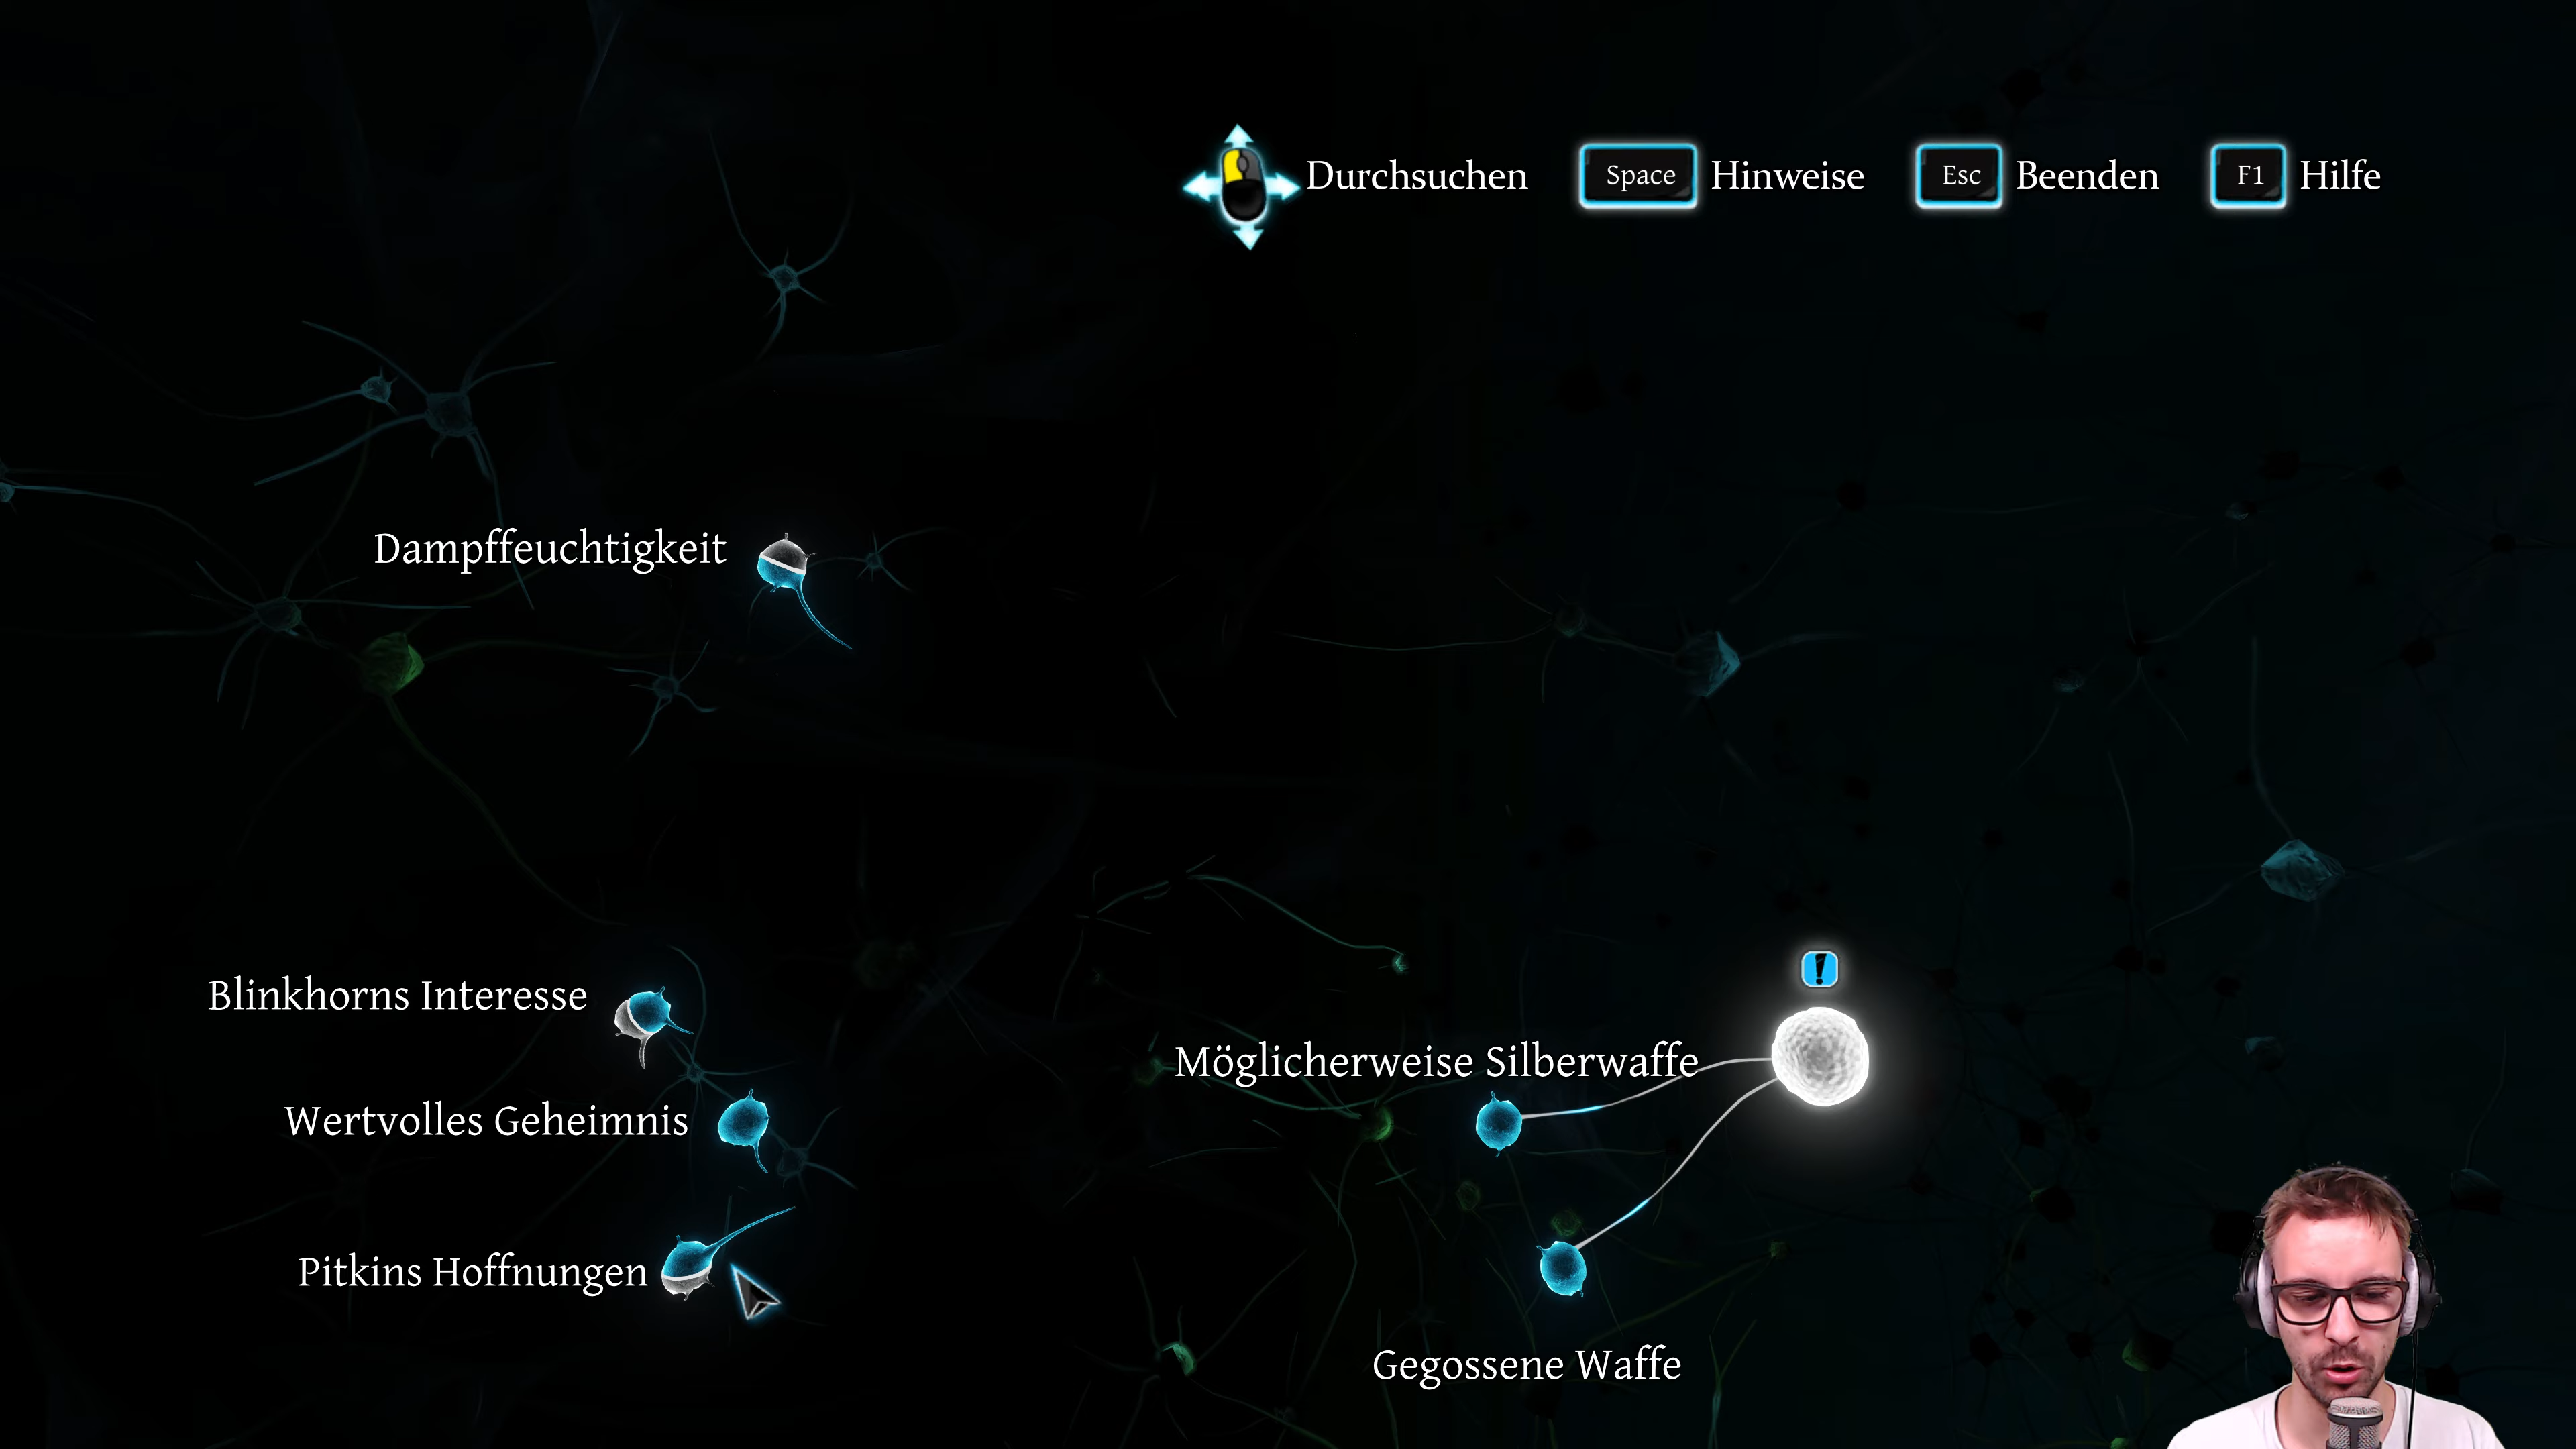 Durchsuchen Space Hinweise Esc Beenden F1 Hilfe
Dampffeuchtigkeit
Blinkhorns Interesse
Möglicherweise Silberwaffe
Wertvolles Geheimnis
Pitkins Hoffnungen
Gegossene Waffe